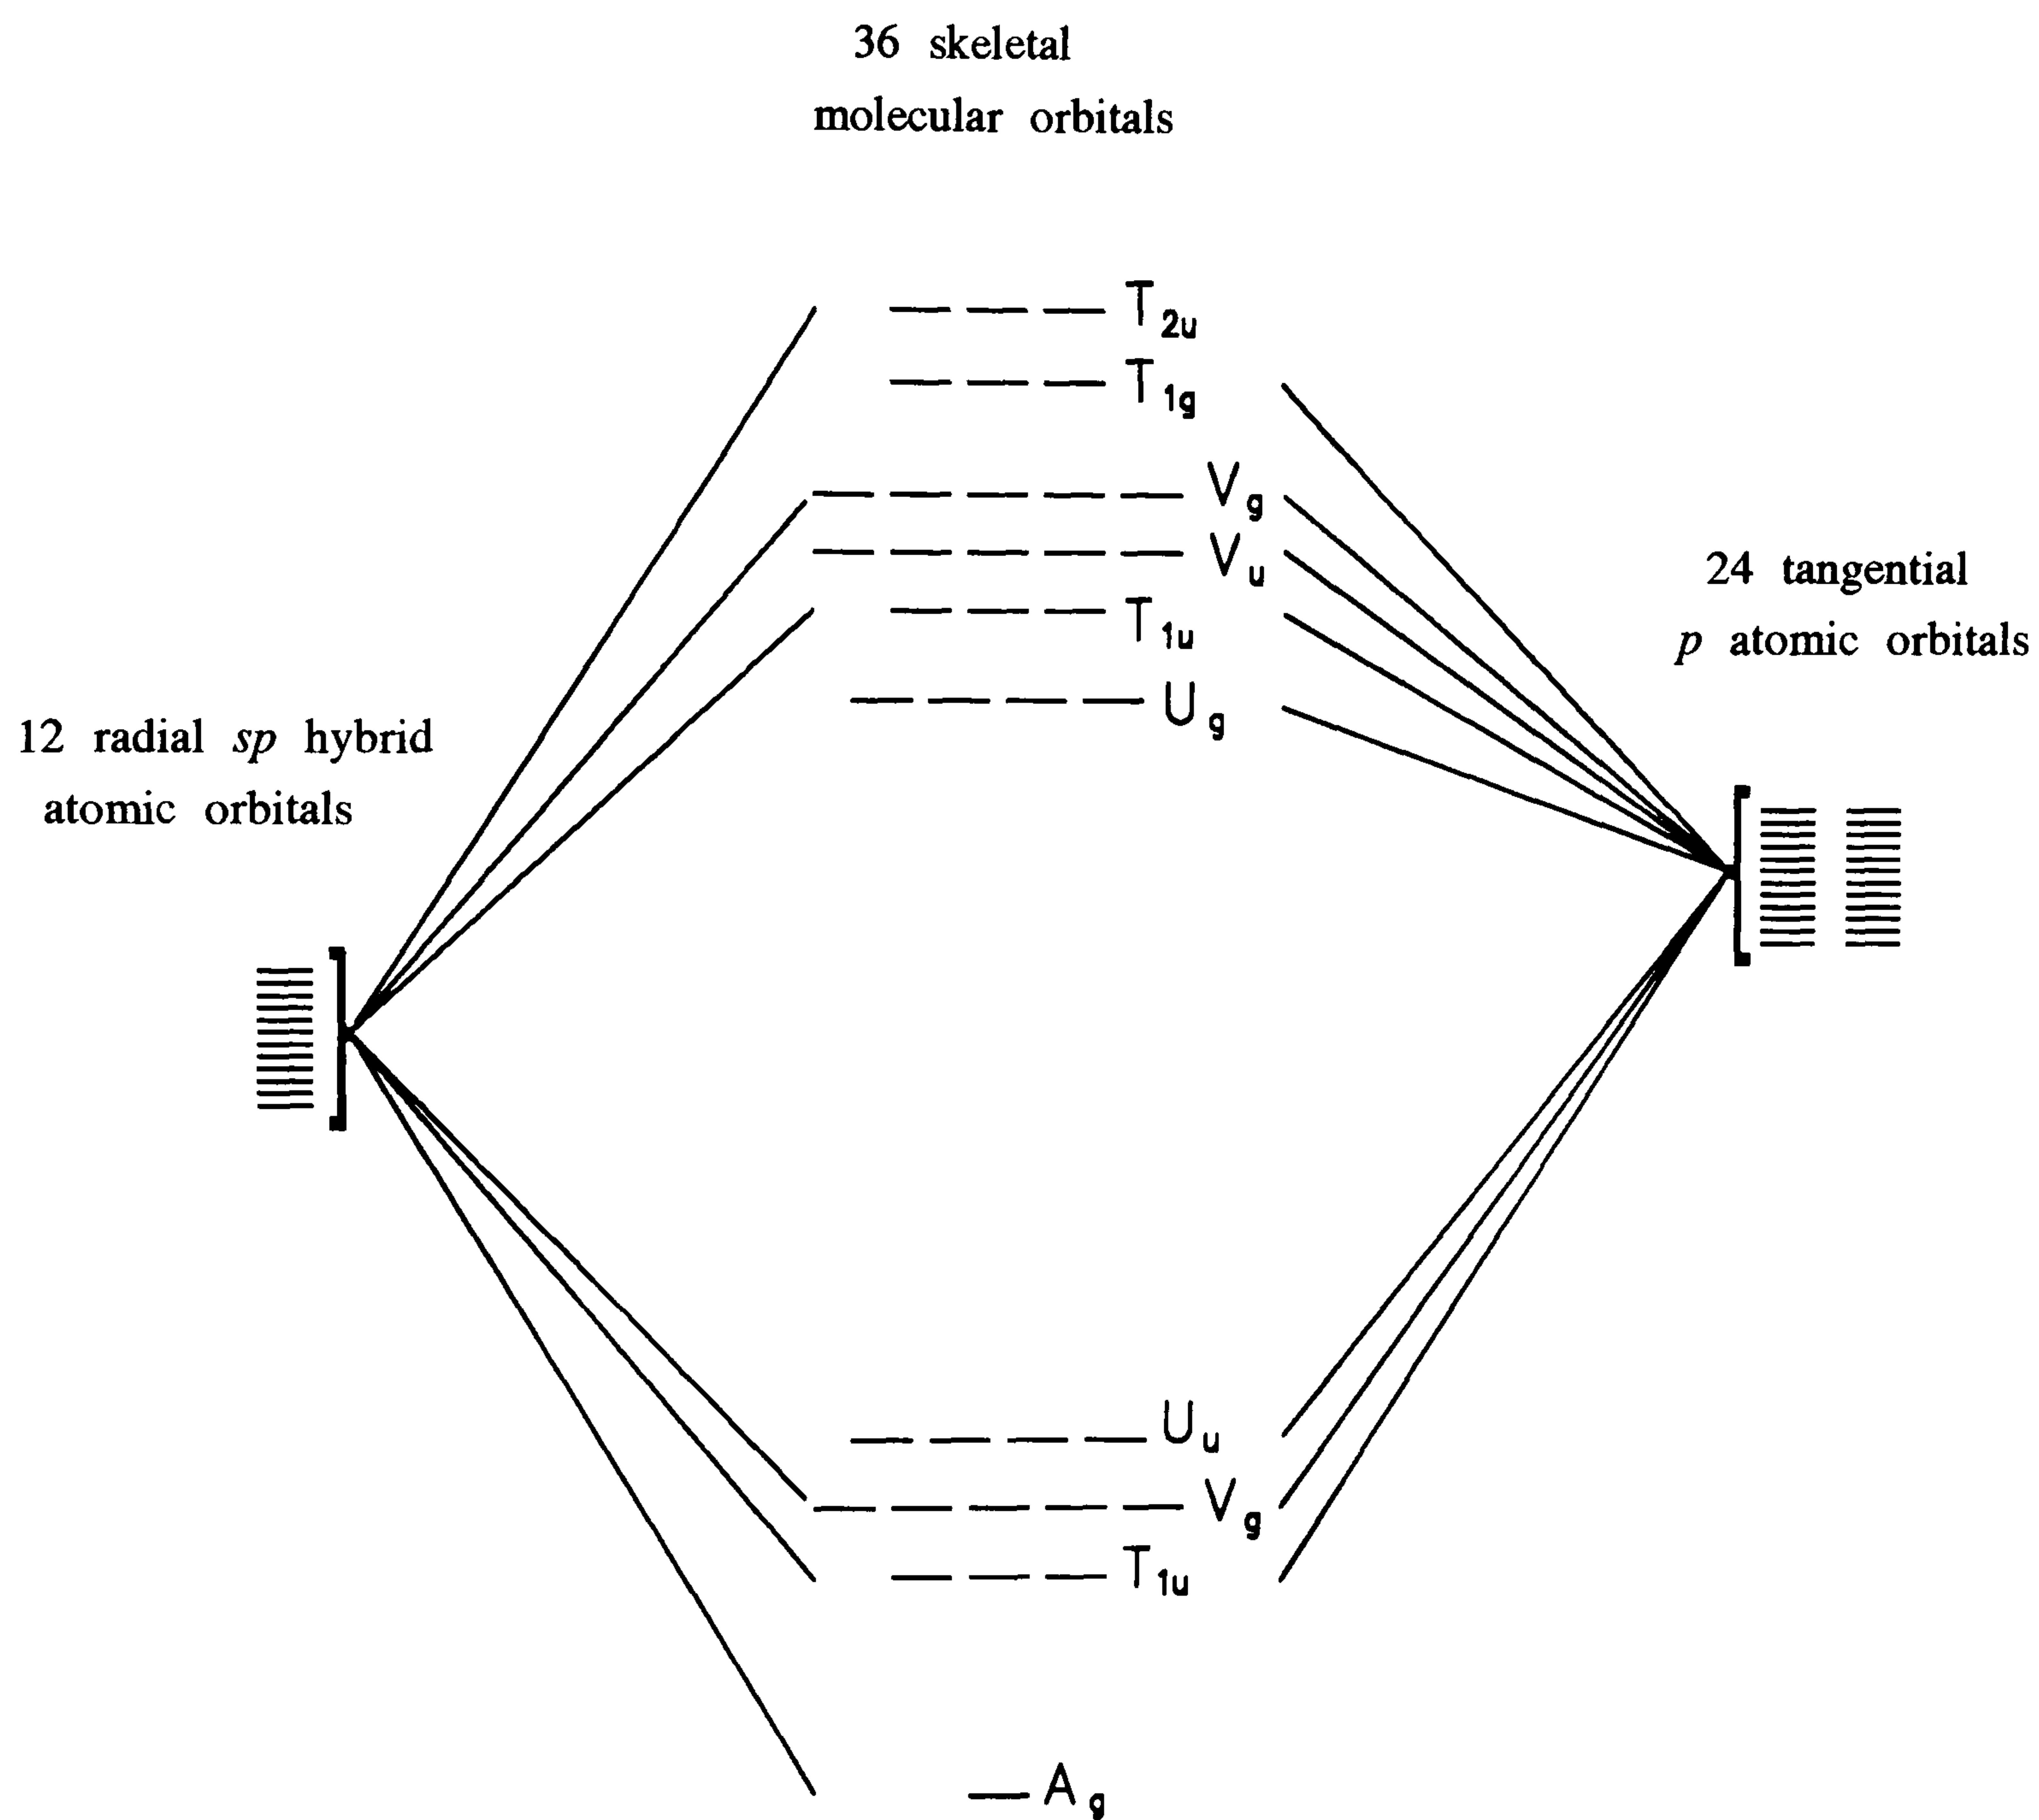 36 skeletal
molecular orbitals
T2u
T1g
Vg
Vu
24 tangential
T1u
p atomic orbitals
Ug
12 radial sp hybrid
atomic orbitals
Uu
Vg
T1u
Ag